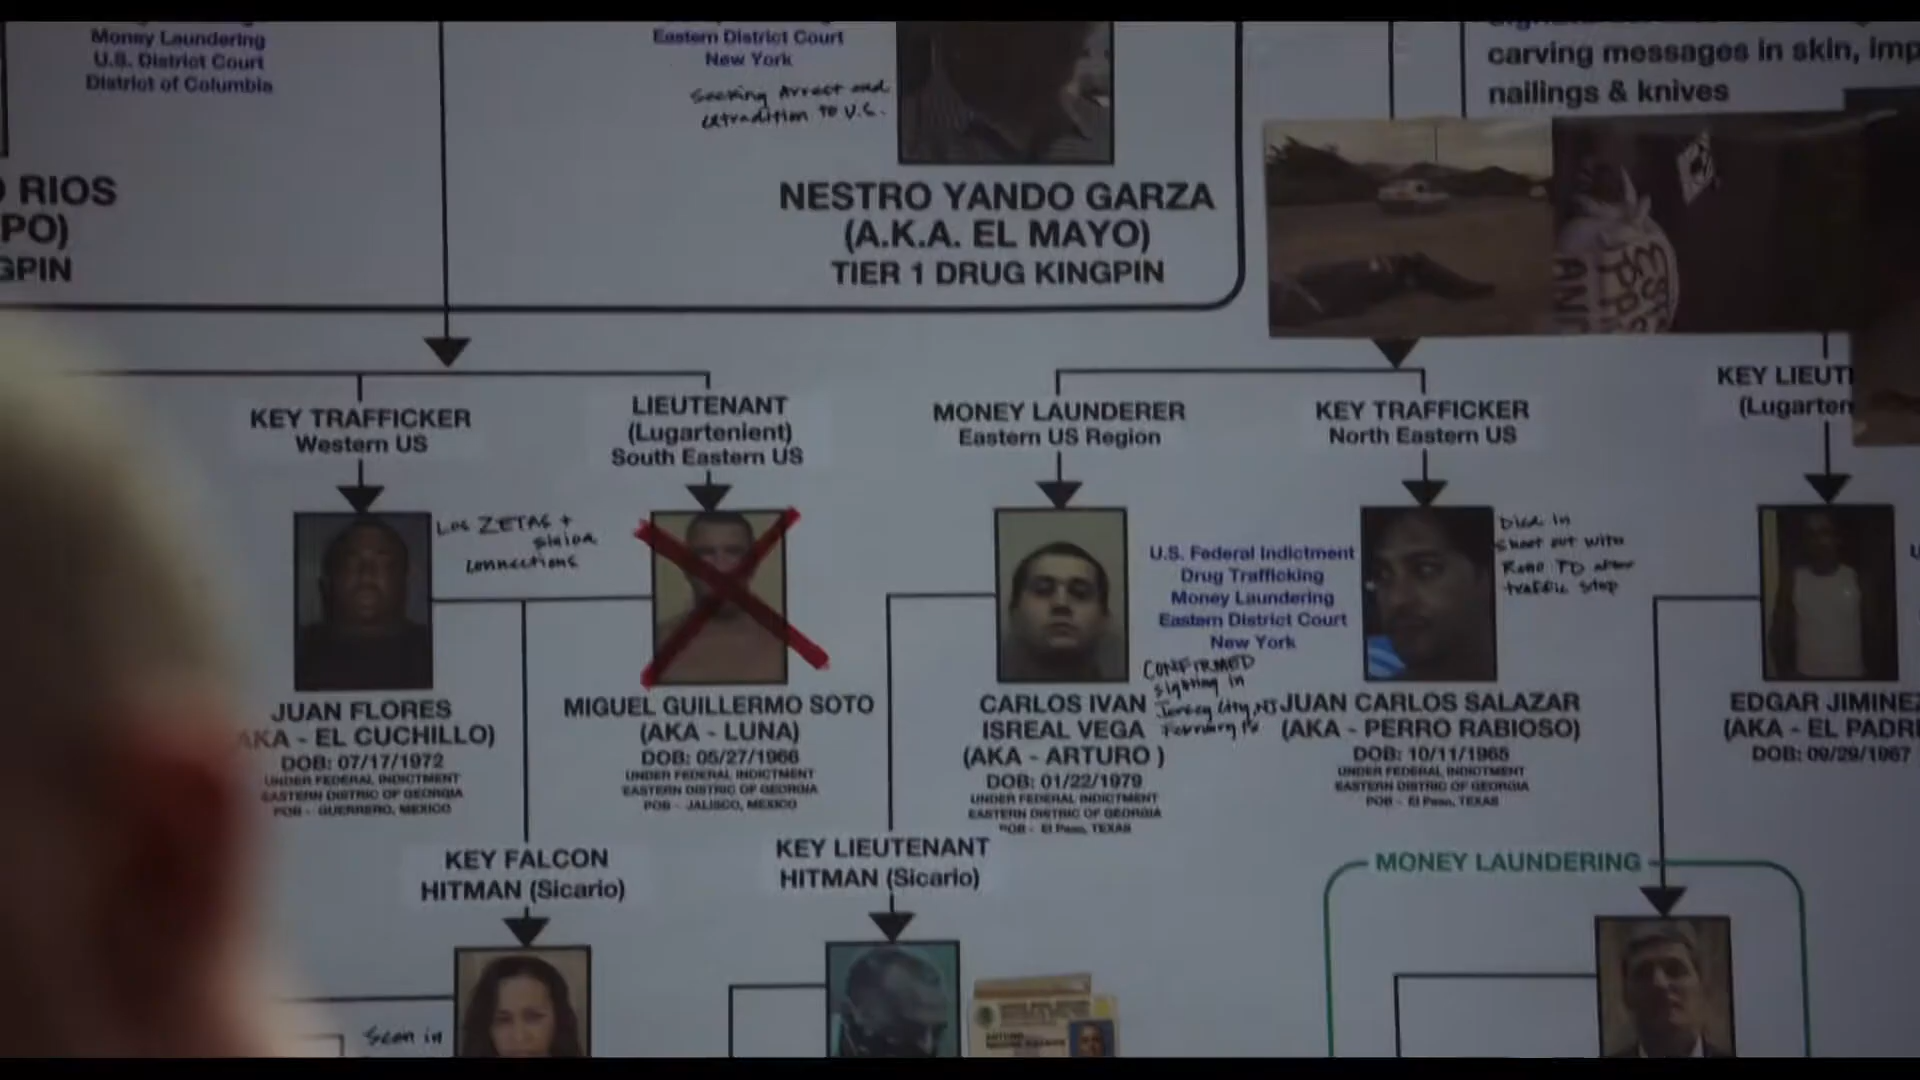 Money Laundering
U.S. District Court
District of Columbia
Eastern District Court
New York
Seeking Arrest and
extradition to U.S.
carving messages in skin, imp
nailings & knives
RIOS
PO)
GPIN
NESTRO YANDO GARZA
(A.K.A. EL MAYO)
TIER 1 DRUG KINGPIN
KEY TRAFFICKER
Western US
LIEUTENANT
(Lugartenient)
South Eastern US
MONEY LAUNDERER
Eastern US Region
KEY TRAFFICKER
North Eastern US
KEY LIEUT
(Lugarten
Los ZETAS +
connections
U.S. Federal Indictment
Drug Trafficking
Money Laundering
Eastern District Court
New York
CONFIRMED
sighting in
Jersey City, NJ
Died in
shoot out with
Reno PD after
traffic stop
JUAN FLORES
AKA - EL CUCHILLO)
DOB: 07/17/1972
UNDER FEDERAL INDICTMENT
EASTERN DISTRIC OF GEORGIA
POB - GUERRERO, MEXICO
MIGUEL GUILLERMO SOTO
(AKA - LUNA)
DOB: 05/27/1966
UNDER FEDERAL INDICTMENT
EASTERN DISTRIC OF GEORGIA
POB - JALISCO, MEXICO
CARLOS IVAN
ISREAL VEGA
(AKA - ARTURO )
DOB: 01/22/1979
UNDER FEDERAL INDICTMENT
EASTERN DISTRIC OF GEORGIA
POB - El Paso, TEXAS
JUAN CARLOS SALAZAR
(AKA - PERRO RABIOSO)
DOB: 10/11/1965
UNDER FEDERAL INDICTMENT
EASTERN DISTRIC OF GEORGIA
POB - El Paso, TEXAS
EDGAR JIMINEZ
(AKA - EL PADRI
DOB: 09/29/1967
KEY FALCON
HITMAN (Sicario)
KEY LIEUTENANT
HITMAN (Sicario)
MONEY LAUNDERING
Seen in